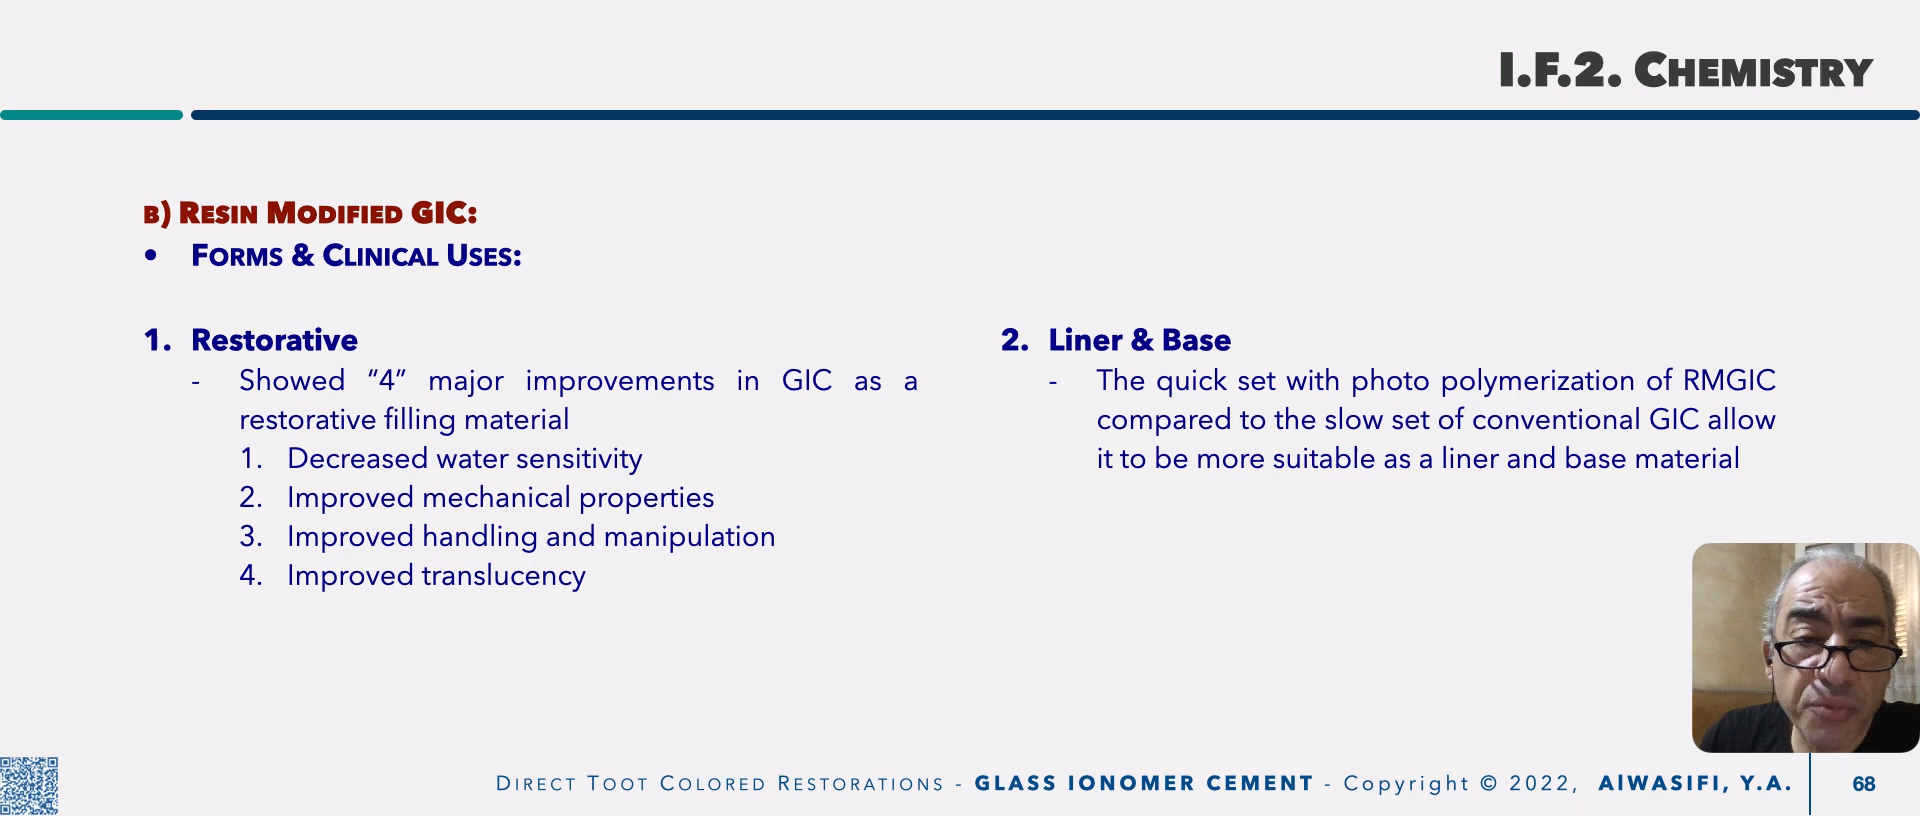 I.F.2. Chemistry
b) Resin Modified GIC:
• Forms & Clinical Uses:
1. Restorative
- Showed “4” major improvements in GIC as a
restorative filling material
1. Decreased water sensitivity
2. Improved mechanical properties
3. Improved handling and manipulation
4. Improved translucency
2. Liner & Base
- The quick set with photo polymerization of RMGIC
compared to the slow set of conventional GIC allow
it to be more suitable as a liner and base material
Direct Toot Colored Restorations - GLASS IONOMER CEMENT - Copyright © 2022, AlWASIFI, Y.A. 68